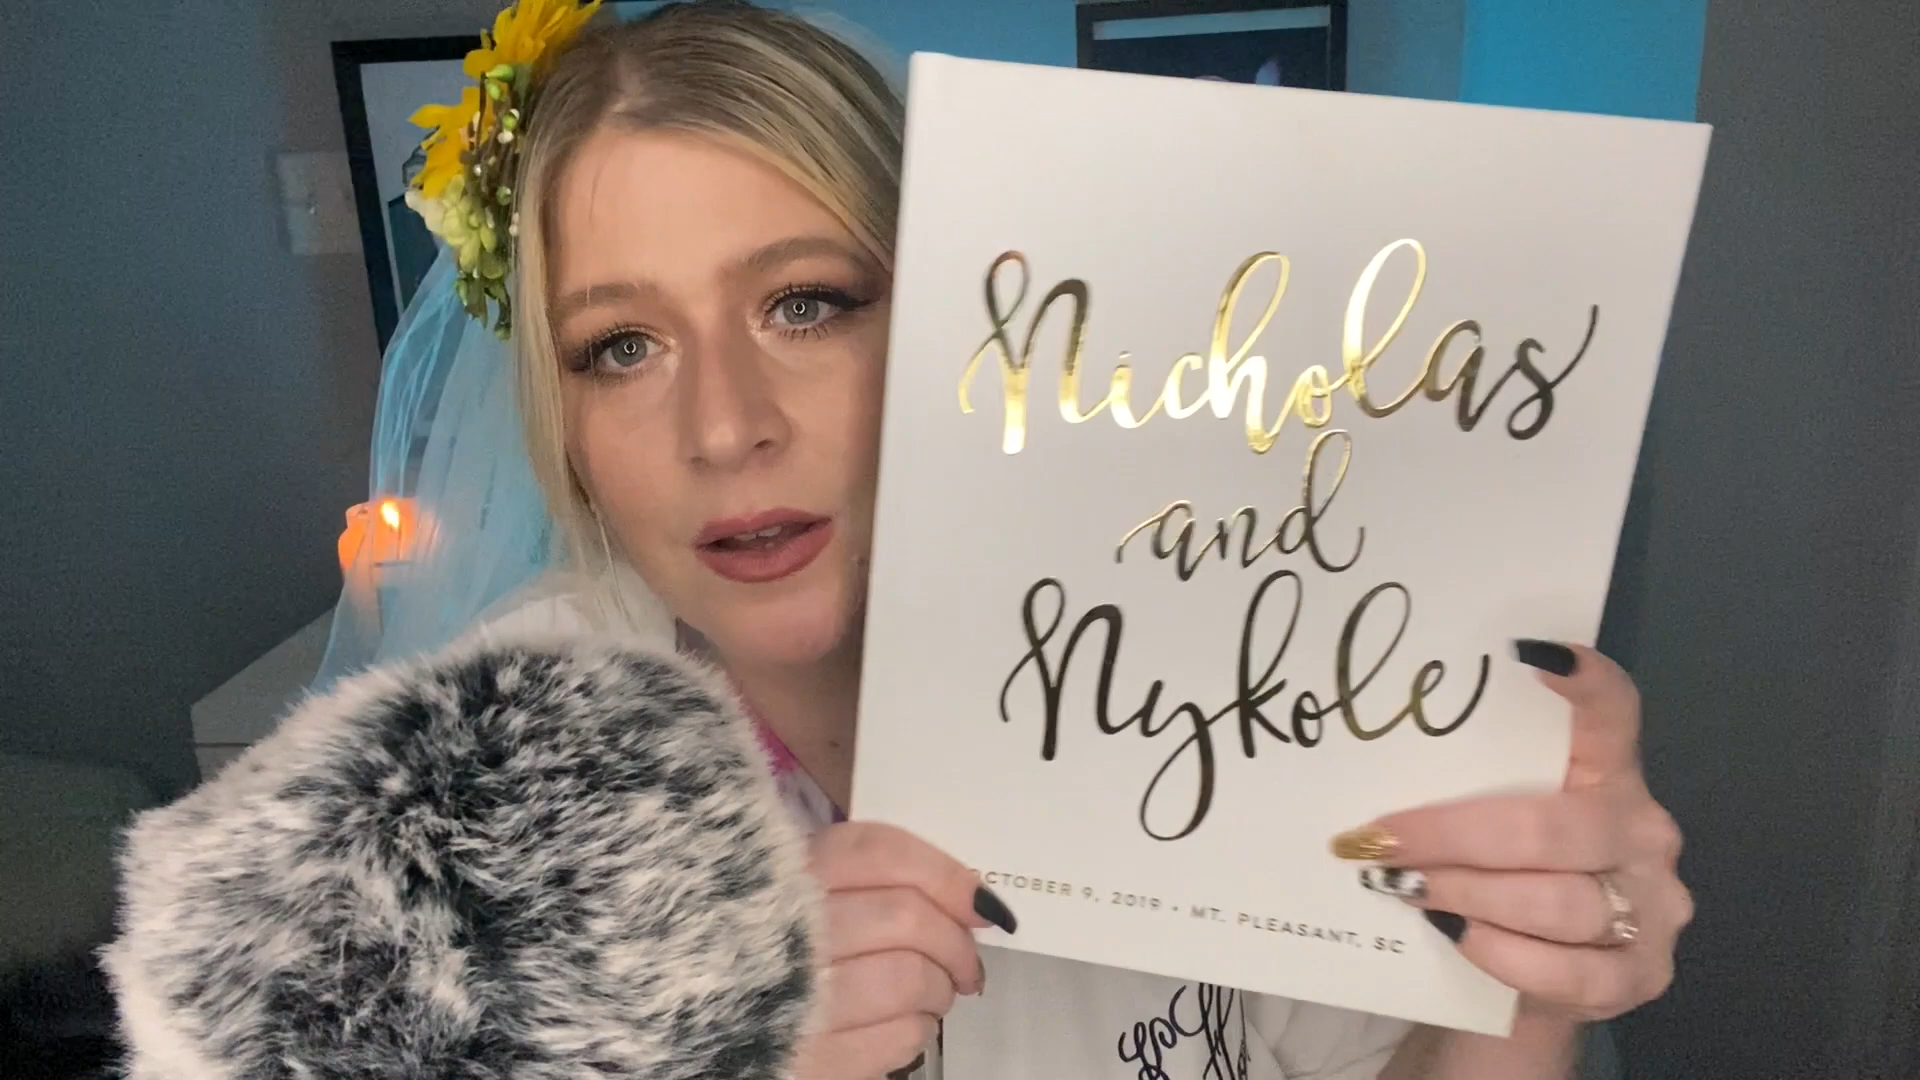 Nicholas
and
Nykole
OCTOBER 9, 2019 • MT. PLEASANT, SC